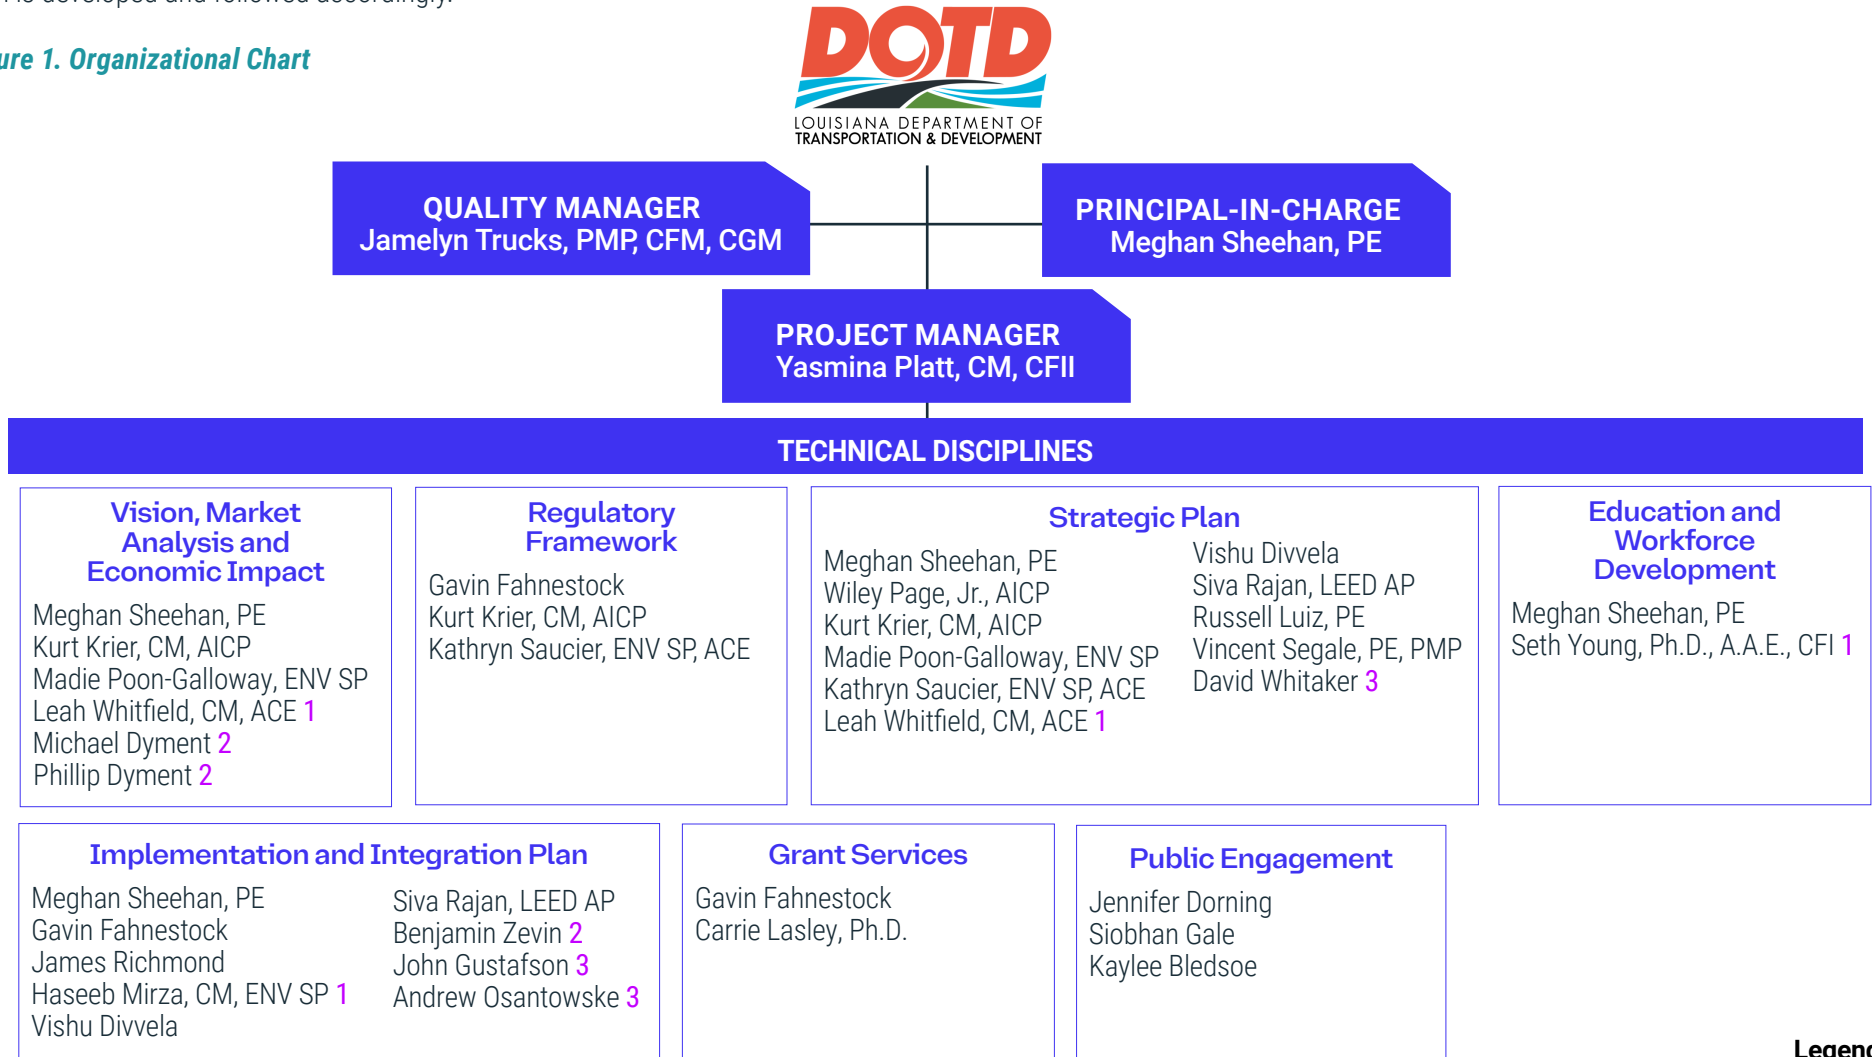 is developed and followed accordingly.
ure 1. Organizational Chart
DOTD
LOUISIANA DEPARTMENT OF
TRANSPORTATION & DEVELOPMENT
QUALITY MANAGER
Jamelyn Trucks, PMP, CFM, CGM
PRINCIPAL-IN-CHARGE
Meghan Sheehan, PE
PROJECT MANAGER
Yasmina Platt, CM, CFII
TECHNICAL DISCIPLINES
Vision, Market
Analysis and
Economic Impact
Meghan Sheehan, PE
Kurt Krier, CM, AICP
Madie Poon-Galloway, ENV SP
Leah Whitfield, CM, ACE 1
Michael Dyment 2
Phillip Dyment 2
Regulatory
Framework
Gavin Fahnestock
Kurt Krier, CM, AICP
Kathryn Saucier, ENV SP, ACE
Strategic Plan
Meghan Sheehan, PE
Wiley Page, Jr., AICP
Kurt Krier, CM, AICP
Madie Poon-Galloway, ENV SP
Kathryn Saucier, ENV SP, ACE
Leah Whitfield, CM, ACE 1
Vishu Divvela
Siva Rajan, LEED AP
Russell Luiz, PE
Vincent Segale, PE, PMP
David Whitaker 3
Education and
Workforce
Development
Meghan Sheehan, PE
Seth Young, Ph.D., A.A.E., CFI 1
Implementation and Integration Plan
Meghan Sheehan, PE
Gavin Fahnestock
James Richmond
Haseeb Mirza, CM, ENV SP 1
Vishu Divvela
Siva Rajan, LEED AP
Benjamin Zevin 2
John Gustafson 3
Andrew Osantowske 3
Grant Services
Gavin Fahnestock
Carrie Lasley, Ph.D.
Public Engagement
Jennifer Dorning
Siobhan Gale
Kaylee Bledsoe
Legen